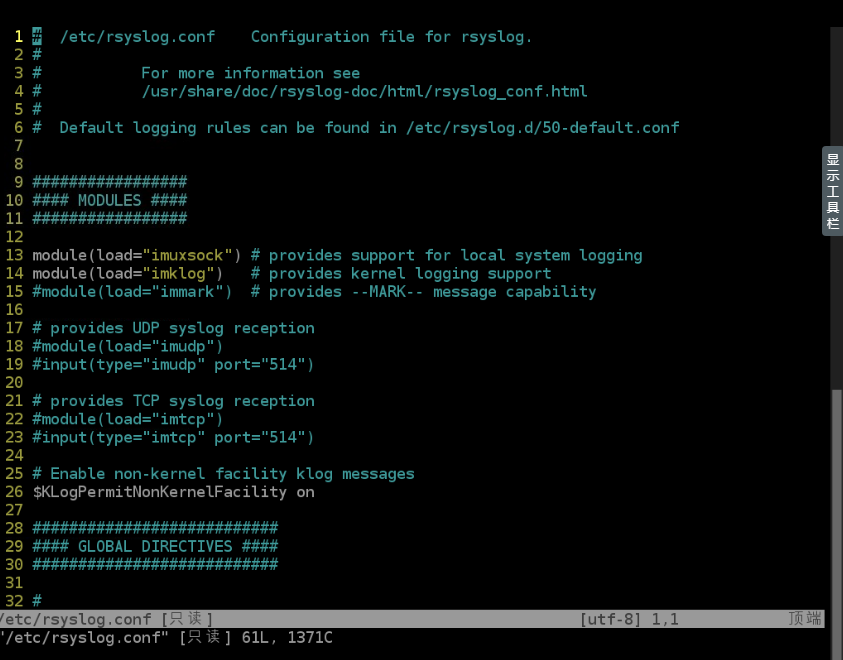 1 #  /etc/rsyslog.conf    Configuration file for rsyslog.
2 #
3 #           For more information see
4 #           /usr/share/doc/rsyslog-doc/html/rsyslog_conf.html
5 #
6 #  Default logging rules can be found in /etc/rsyslog.d/50-default.conf
7
8
9 #################
10 #### MODULES ####
11 #################
12
13 module(load="imuxsock") # provides support for local system logging
14 module(load="imklog")   # provides kernel logging support
15 #module(load="immark")  # provides --MARK-- message capability
16
17 # provides UDP syslog reception
18 #module(load="imudp")
19 #input(type="imudp" port="514")
20
21 # provides TCP syslog reception
22 #module(load="imtcp")
23 #input(type="imtcp" port="514")
24
25 # Enable non-kernel facility klog messages
26 $KLogPermitNonKernelFacility on
27
28 ###########################
29 #### GLOBAL DIRECTIVES ####
30 ###########################
31
32 #
/etc/rsyslog.conf [只读] [utf-8] 1,1 顶端
"/etc/rsyslog.conf" [只读] 61L, 1371C
显示工具栏